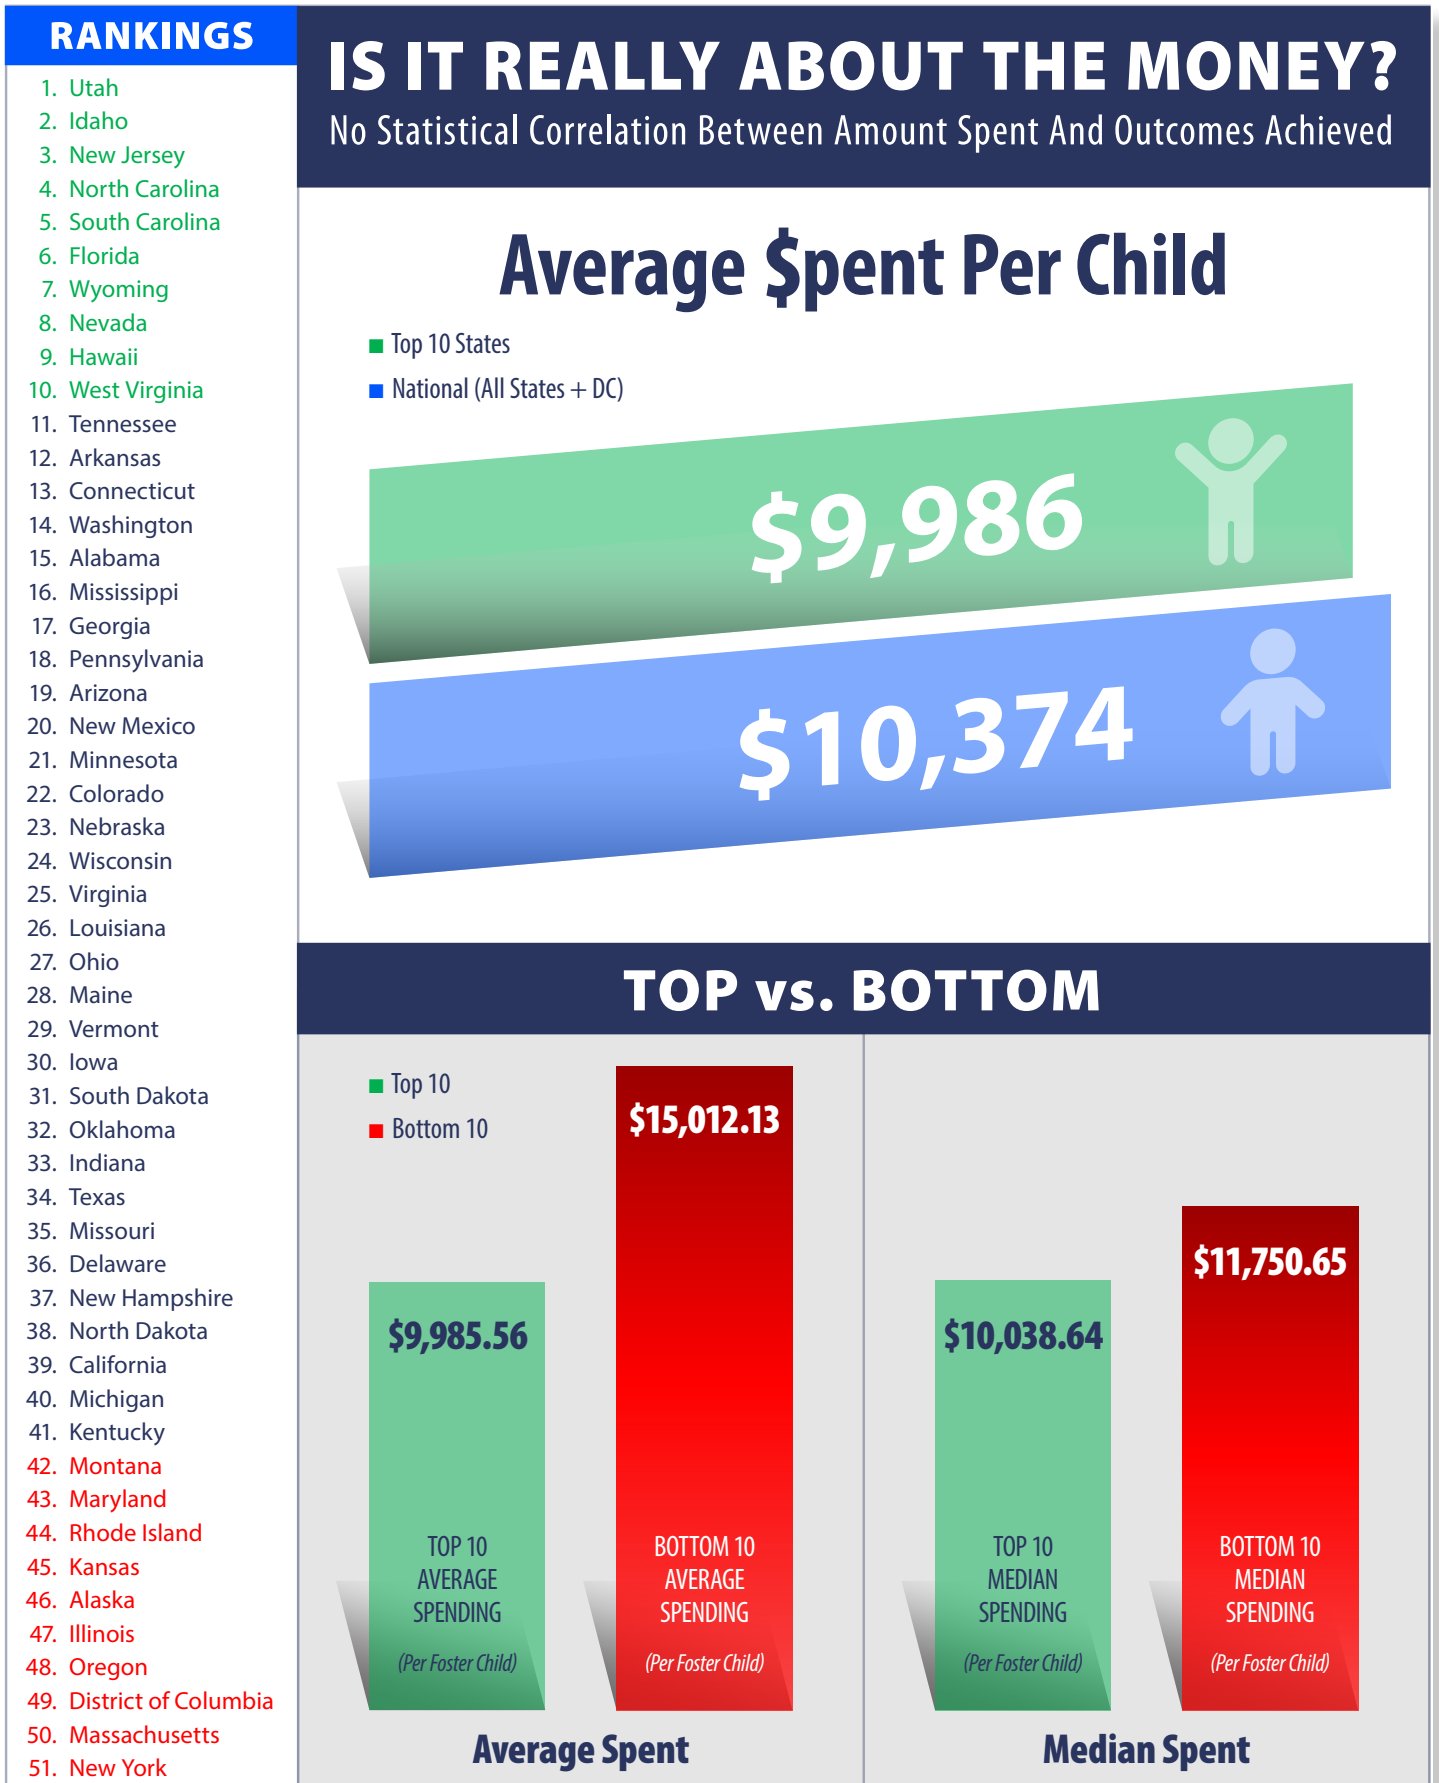 RANKINGS
1. Utah
2. Idaho
3. New Jersey
4. North Carolina
5. South Carolina
6. Florida
7. Wyoming
8. Nevada
9. Hawaii
10. West Virginia
11. Tennessee
12. Arkansas
13. Connecticut
14. Washington
15. Alabama
16. Mississippi
17. Georgia
18. Pennsylvania
19. Arizona
20. New Mexico
21. Minnesota
22. Colorado
23. Nebraska
24. Wisconsin
25. Virginia
26. Louisiana
27. Ohio
28. Maine
29. Vermont
30. Iowa
31. South Dakota
32. Oklahoma
33. Indiana
34. Texas
35. Missouri
36. Delaware
37. New Hampshire
38. North Dakota
39. California
40. Michigan
41. Kentucky
42. Montana
43. Maryland
44. Rhode Island
45. Kansas
46. Alaska
47. Illinois
48. Oregon
49. District of Columbia
50. Massachusetts
51. New York
IS IT REALLY ABOUT THE MONEY?
No Statistical Correlation Between Amount Spent And Outcomes Achieved
Average $pent Per Child
Top 10 States
National (All States + DC)
$9,986
$10,374
TOP vs. BOTTOM
Top 10
Bottom 10
$9,985.56
TOP 10
AVERAGE
SPENDING
(Per Foster Child)
$15,012.13
BOTTOM 10
AVERAGE
SPENDING
(Per Foster Child)
Average Spent
$10,038.64
TOP 10
MEDIAN
SPENDING
(Per Foster Child)
$11,750.65
BOTTOM 10
MEDIAN
SPENDING
(Per Foster Child)
Median Spent